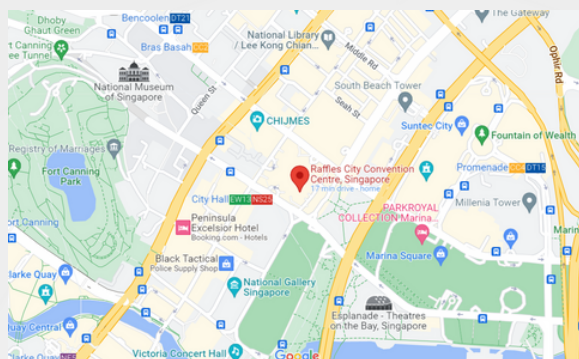 Bencoolen DT21
Dhoby
Ghaut Green
Fort Canning
Tree Tunnel
Bras Basah CC2
National Library
/ Lee Kong Chian...
Middle Rd
The Gateway
Ophir Rd
National Museum
of Singapore
Queen St
South Beach Tower
Seah St
CHIJMES
Suntec City
Fountain of Wealth
Registry of Marriages
Fort Canning
Park
Raffles City Convention
Centre, Singapore
17 min drive - home
Promenade CC4 DT15
City Hall EW13 NS25
Millenia Tower
PARKROYAL
COLLECTION Marina...
Peninsula
Excelsior Hotel
Booking.com - Hotels
Fort Canning
Black Tactical
Police Supply Shop
Marina Square
Clarke Quay
National Gallery
Singapore
Esplanade - Theatres
on the Bay, Singapore
Quay Central
Clarke Quay NE5
Victoria Concert Hall
Google